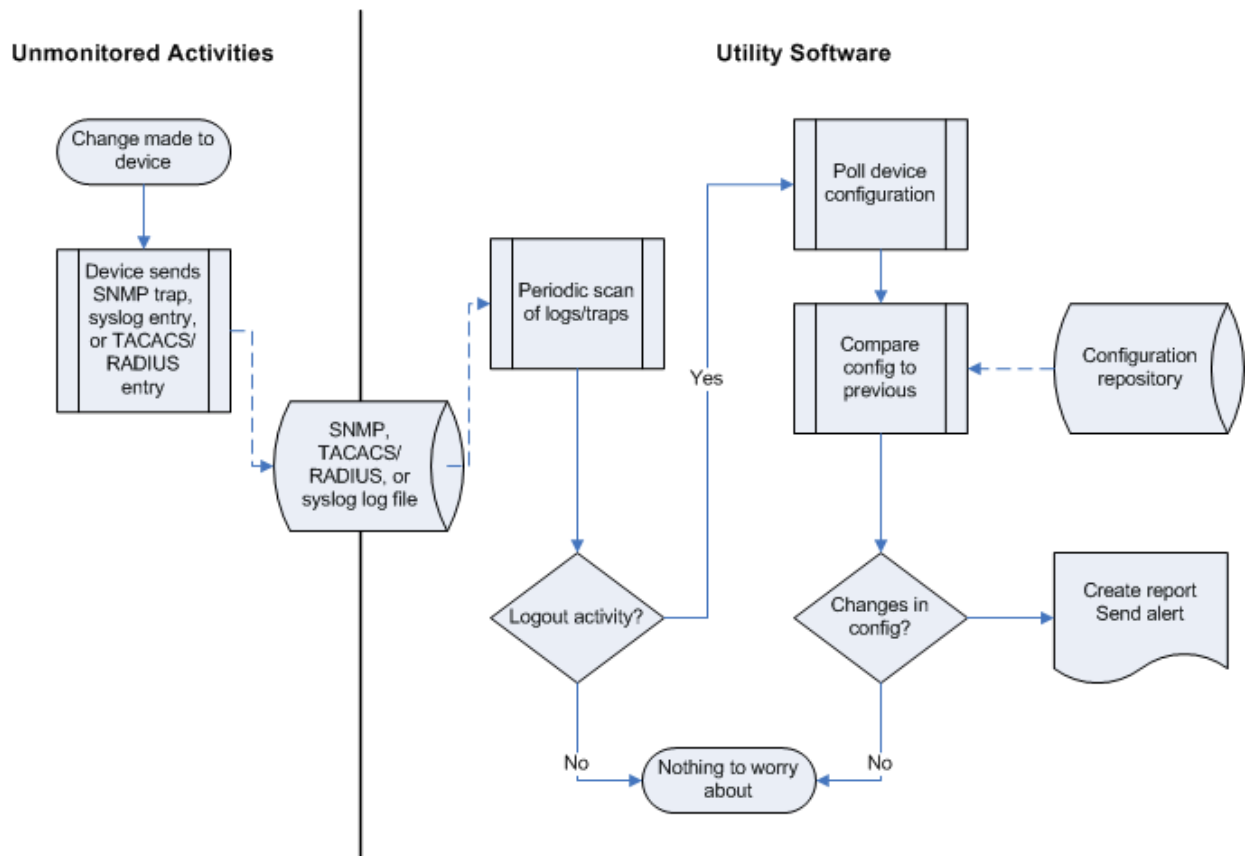 Unmonitored Activities
Utility Software
Change made to
device
Device sends
SNMP trap,
syslog entry,
or TACACS/
RADIUS
entry
SNMP,
TACACS/
RADIUS, or
syslog log file
Periodic scan
of logs/traps
Logout activity?
Yes
No
Poll device
configuration
Compare
config to
previous
Configuration
repository
Changes in
config?
Create report
Send alert
No
Nothing to worry
about